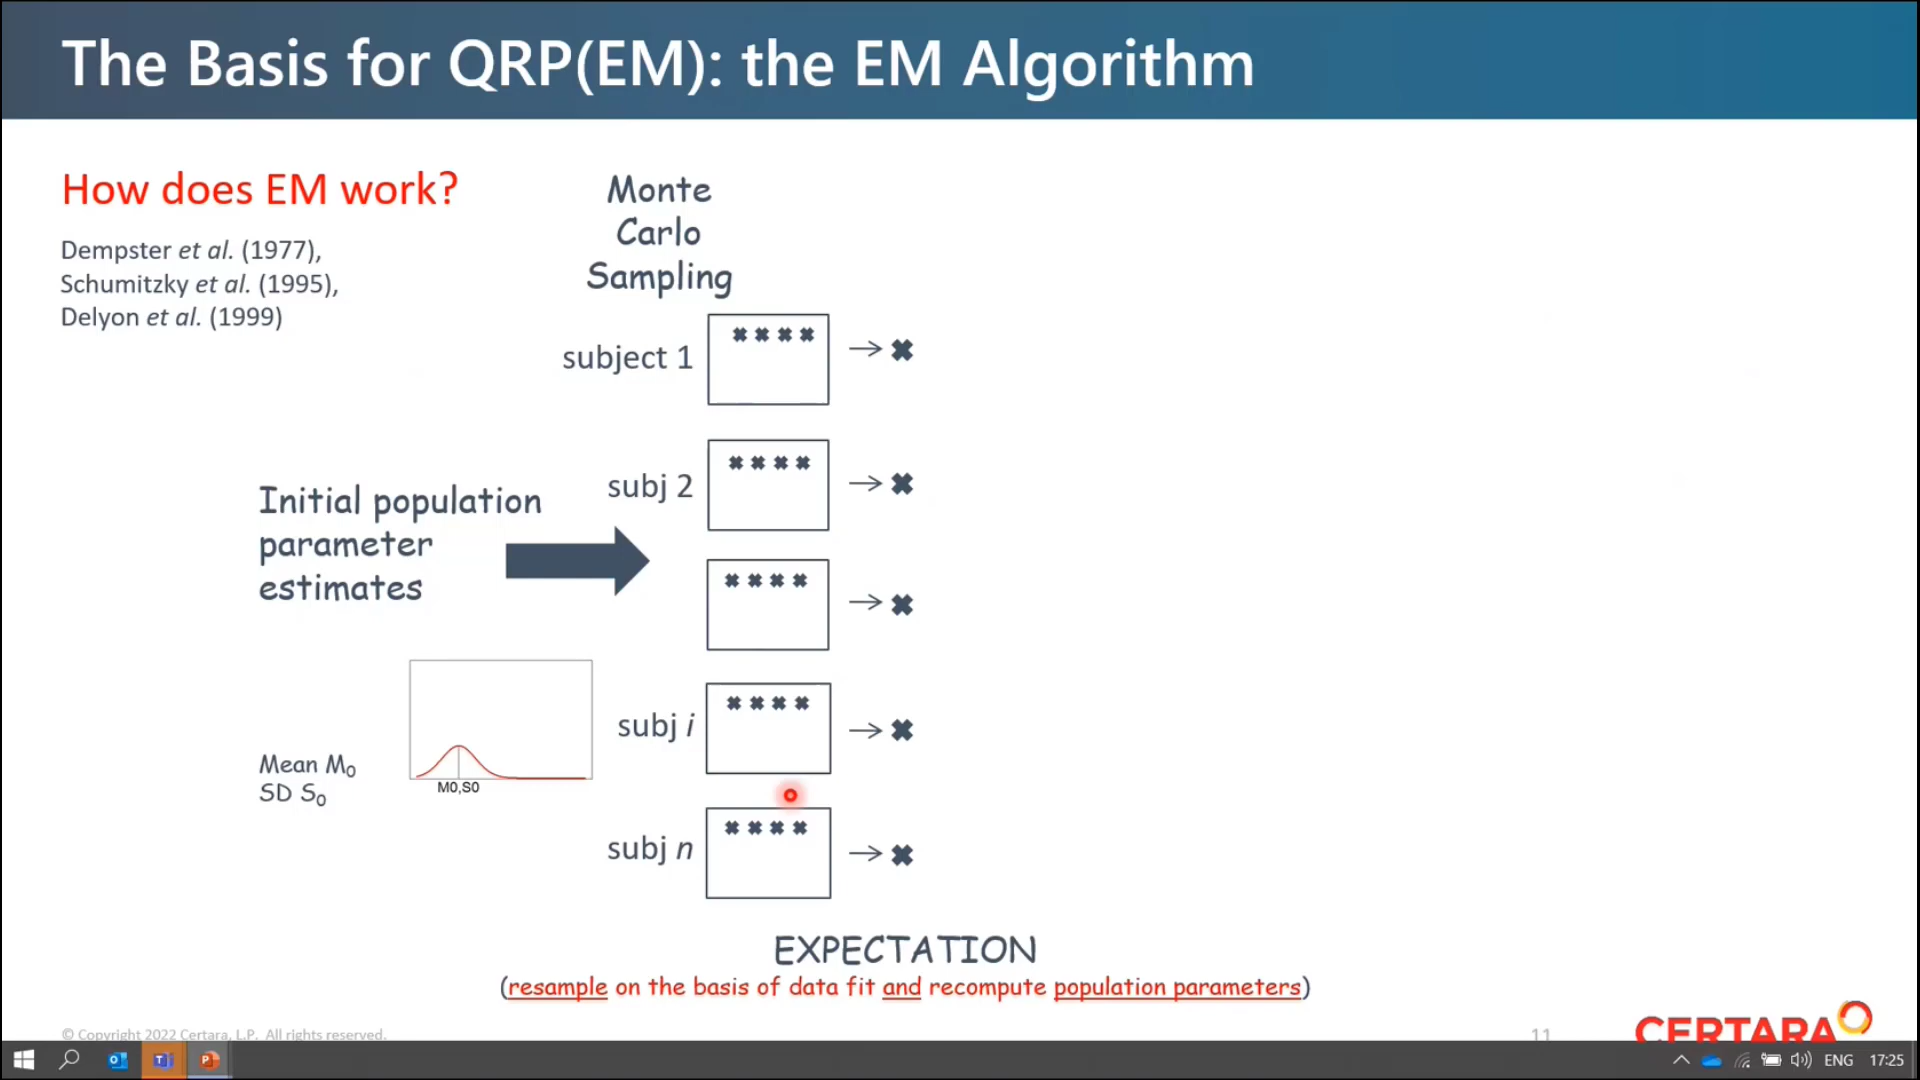 The Basis for QRP(EM): the EM Algorithm
How does EM work?
Dempster et al. (1977),
Schumitzky et al. (1995),
Delyon et al. (1999)
Monte
Carlo
Sampling
subject 1
subj 2
Initial population
parameter
estimates
subj i
Mean M₀
SD S₀
M0,S0
subj n
EXPECTATION
(resample on the basis of data fit and recompute population parameters)
© Copyright 2022 Certara, L.P. All rights reserved.
11
CERTARA
ENG
17:25